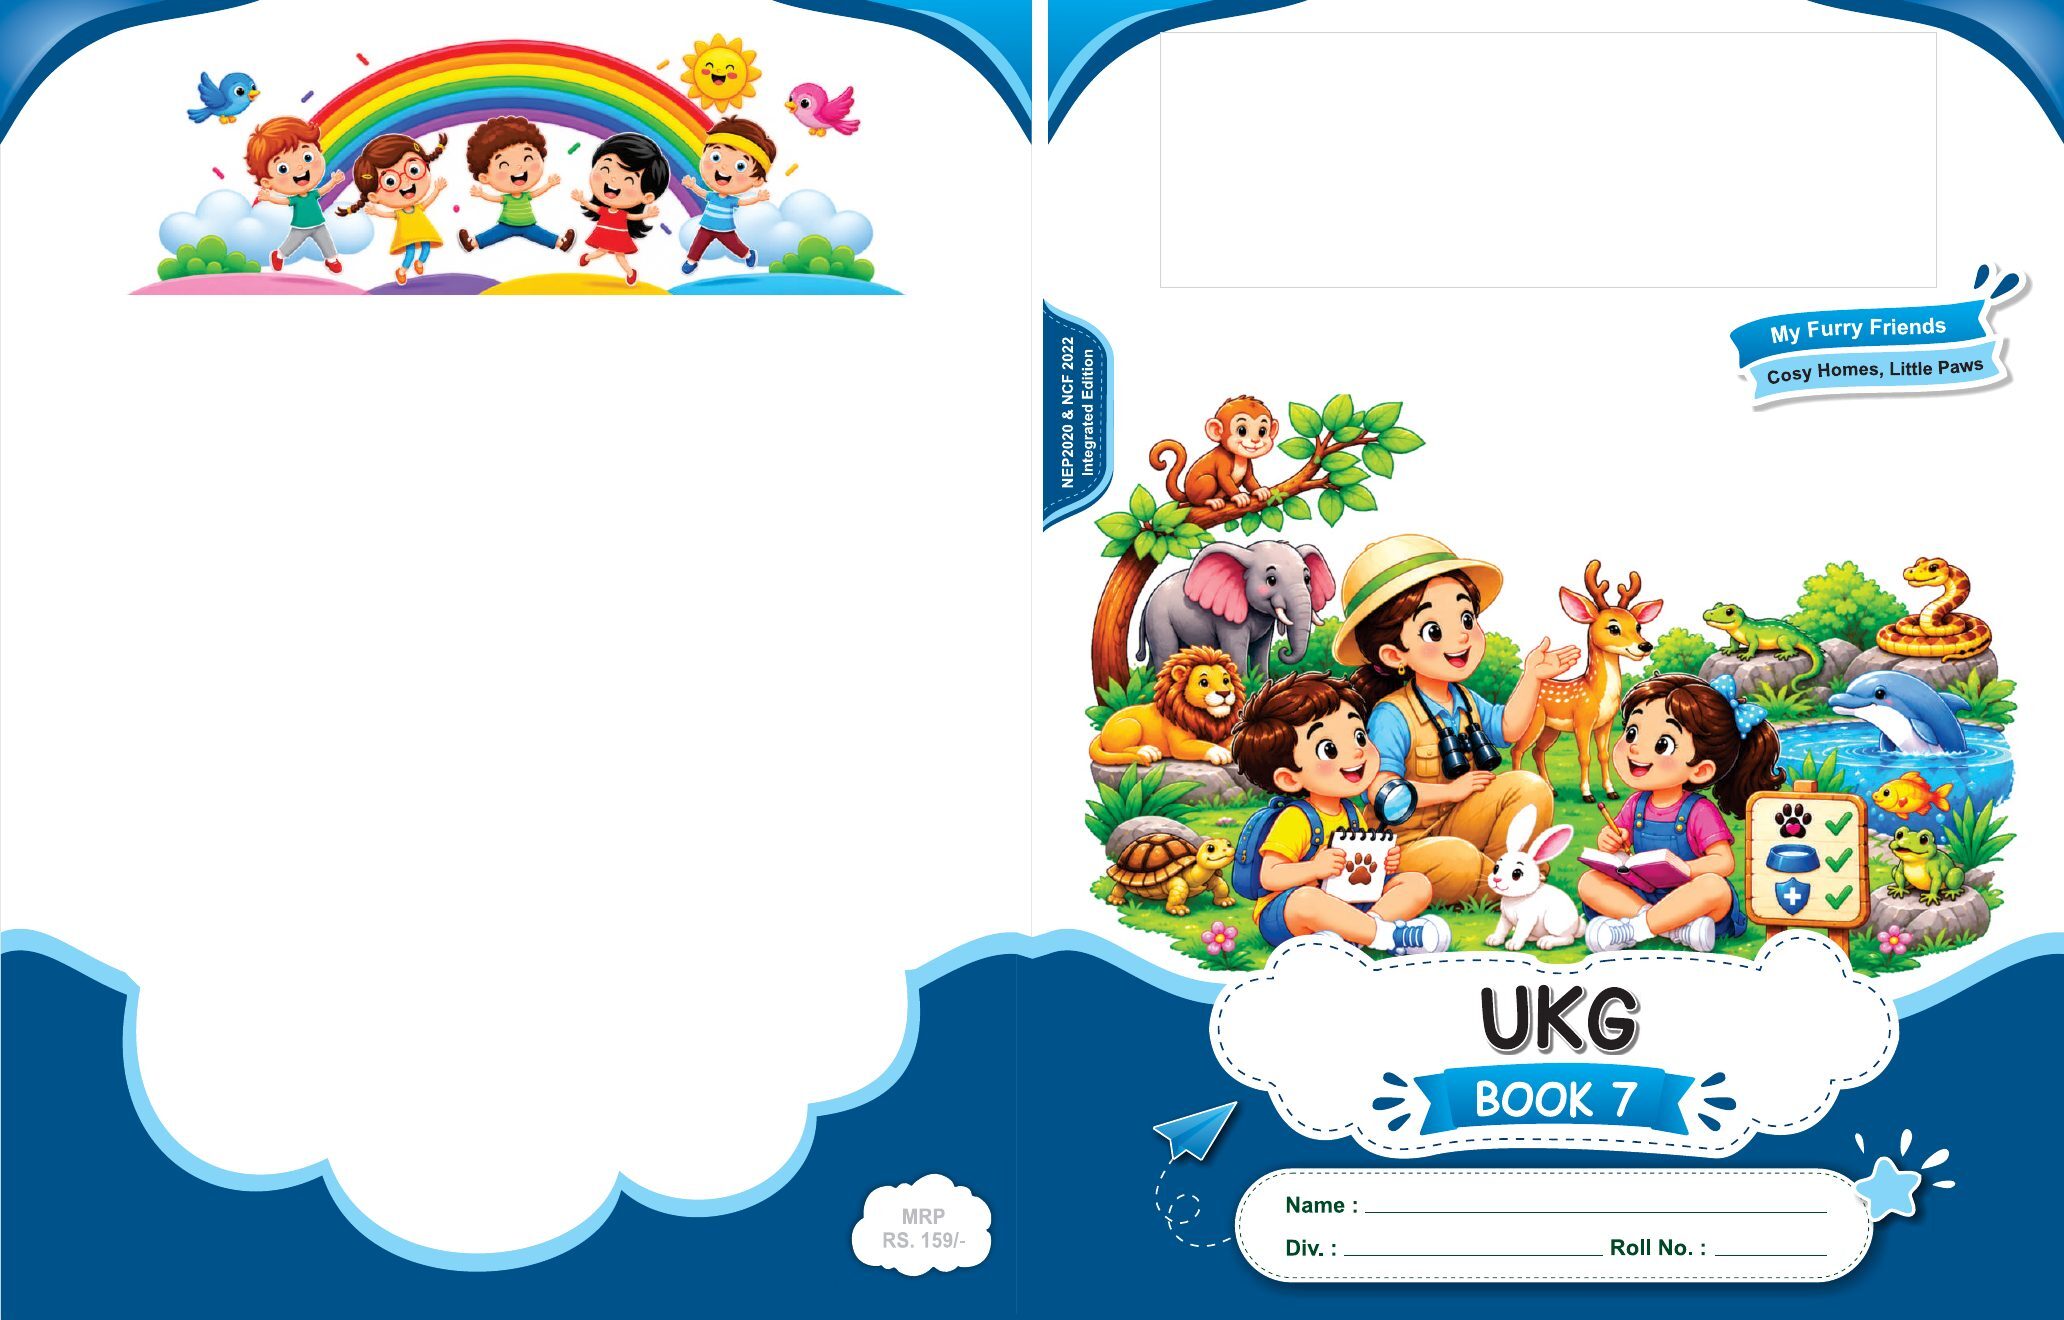 My Furry Friends
Cosy Homes, Little Paws
NEP2020 & NCF 2022
Integrated Edition
UKG
BOOK 7
Name :
Div. :
Roll No. :
MRP
RS. 159/-